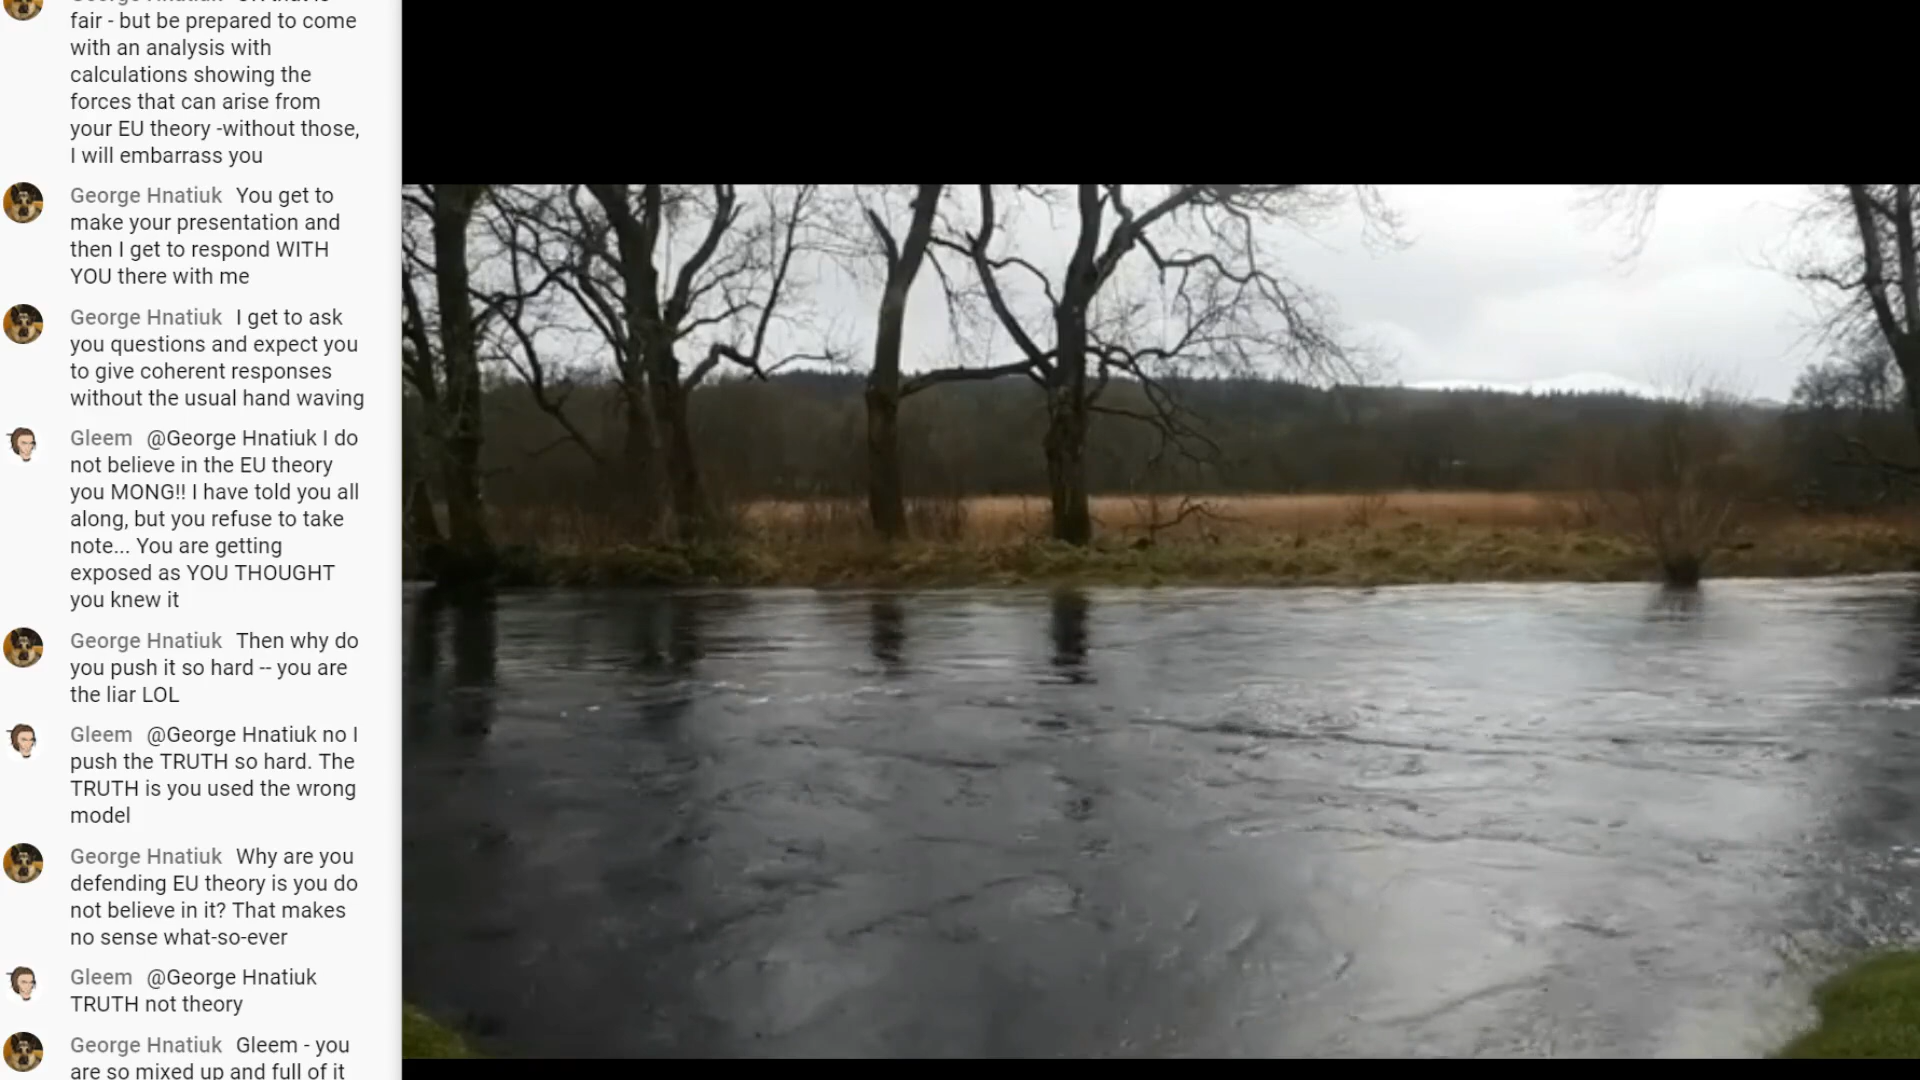 fair - but be prepared to come
with an analysis with
calculations showing the
forces that can arise from
your EU theory -without those,
I will embarrass you
George Hnatiuk You get to
make your presentation and
then I get to respond WITH
YOU there with me
George Hnatiuk I get to ask
you questions and expect you
to give coherent responses
without the usual hand waving
Gleem @George Hnatiuk I do
not believe in the EU theory
you MONG!! I have told you all
along, but you refuse to take
note... You are getting
exposed as YOU THOUGHT
you knew it
George Hnatiuk Then why do
you push it so hard -- you are
the liar LOL
Gleem @George Hnatiuk no I
push the TRUTH so hard. The
TRUTH is you used the wrong
model
George Hnatiuk Why are you
defending EU theory is you do
not believe in it? That makes
no sense what-so-ever
Gleem @George Hnatiuk
TRUTH not theory
George Hnatiuk Gleem - you
are so mixed up and full of it